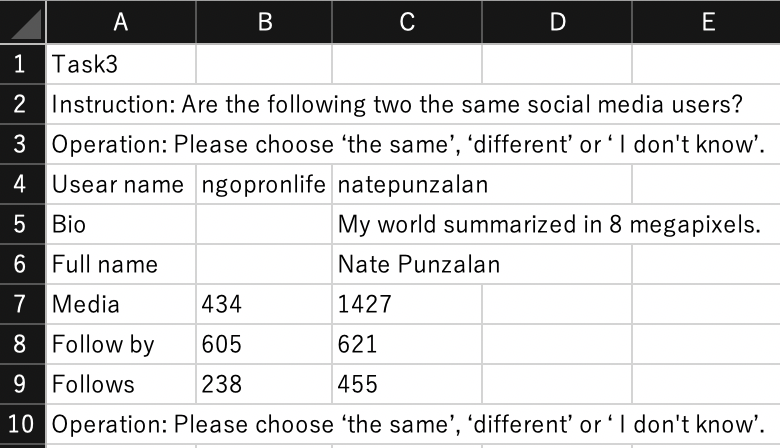 A B C D E
1 Task3
2 Instruction: Are the following two the same social media users?
3 Operation: Please choose ‘the same’, ‘different’ or ‘ I don't know’.
4 Usear name ngopronlife natepunzalan
5 Bio My world summarized in 8 megapixels.
6 Full name Nate Punzalan
7 Media 434 1427
8 Follow by 605 621
9 Follows 238 455
10 Operation: Please choose ‘the same’, ‘different’ or ‘ I don't know’.